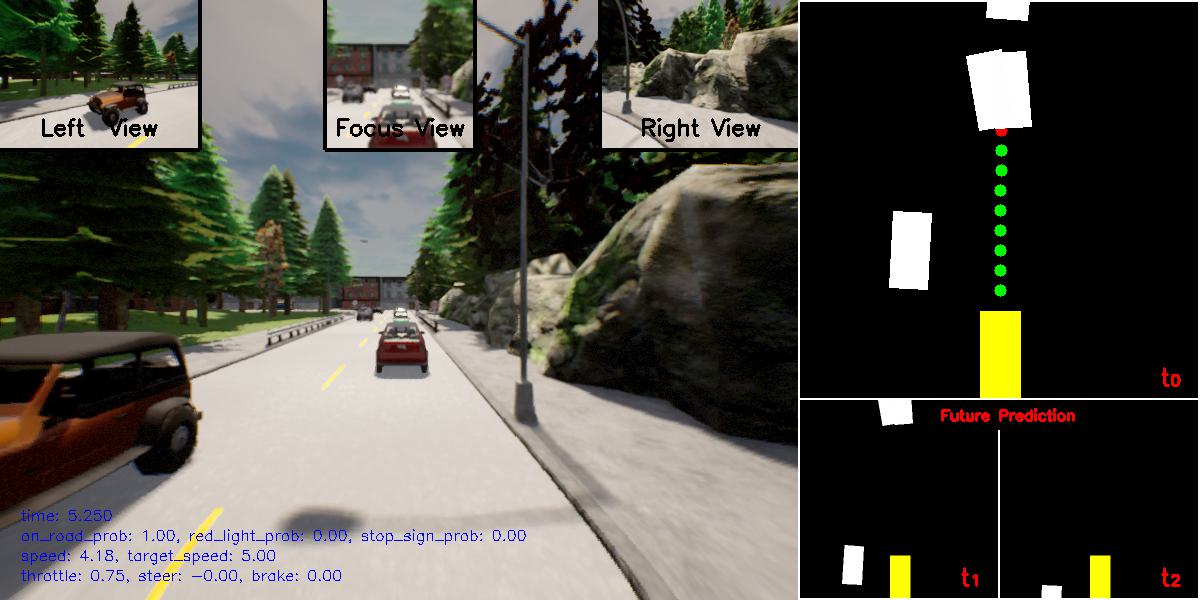 Left View
Focus View
Right View
t0
Future Prediction
t1
t2
time: 5.250
on_road_prob: 1.00, red_light_prob: 0.00, stop_sign_prob: 0.00
speed: 4.18, target_speed: 5.00
throttle: 0.75, steer: −0.00, brake: 0.00